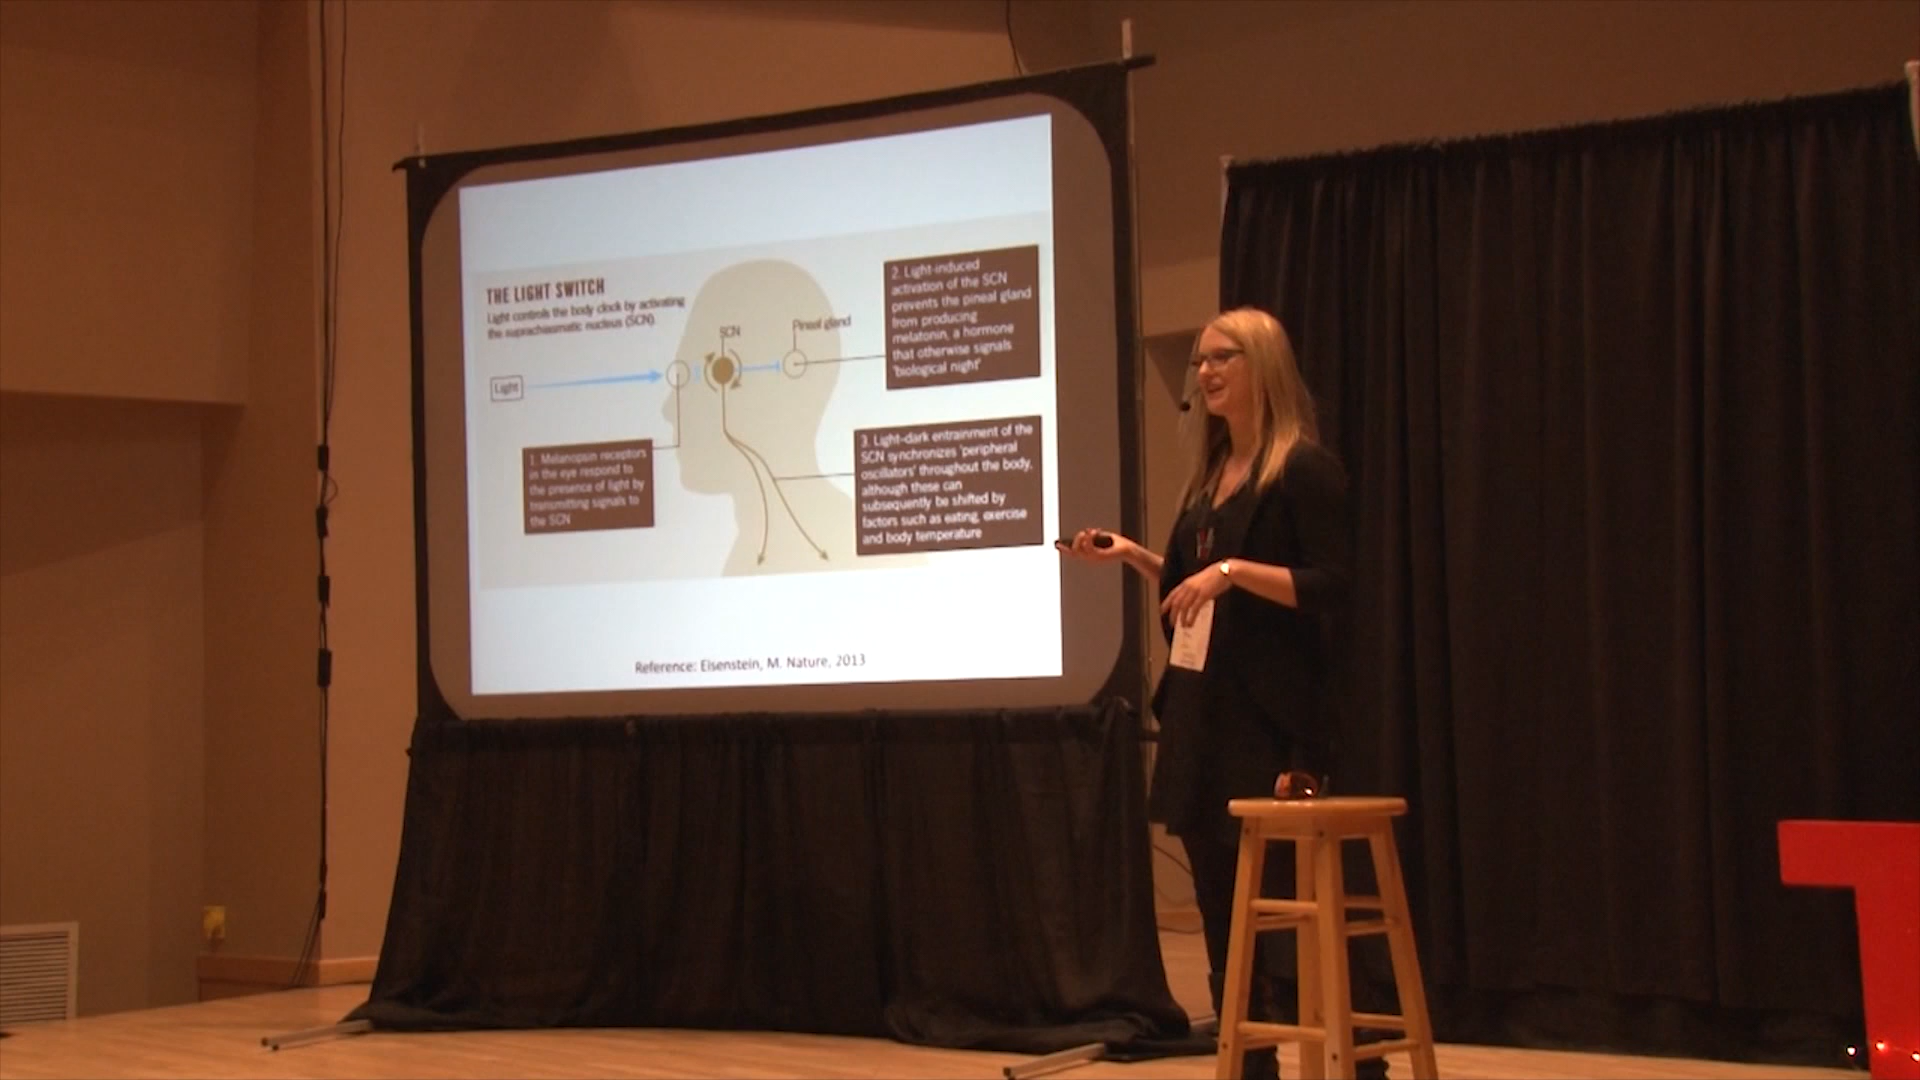 THE LIGHT SWITCH
Light controls the body clock by activating
the suprachiasmatic nucleus (SCN).
Light
SCN
Pineal gland
1. Melanopsin receptors
in the eye respond to
the presence of light by
transmitting signals to
the SCN
2. Light-induced
activation of the SCN
prevents the pineal gland
from producing
melatonin, a hormone
that otherwise signals
'biological night'
3. Light-dark entrainment of the
SCN synchronizes 'peripheral
oscillators' throughout the body,
although these can
subsequently be shifted by
factors such as eating, exercise
and body temperature
Reference: Eisenstein, M. Nature, 2013
T